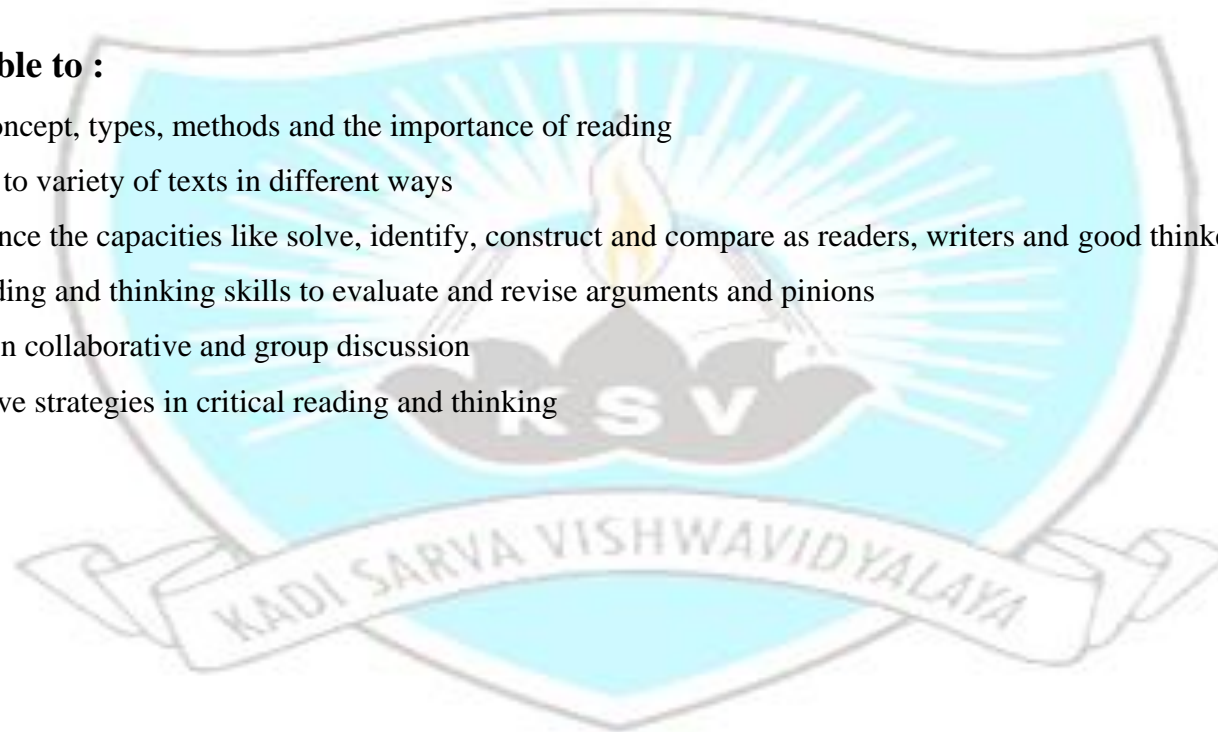 ble to :
oncept, types, methods and the importance of reading
to variety of texts in different ways
nce the capacities like solve, identify, construct and compare as readers, writers and good thinke
ding and thinking skills to evaluate and revise arguments and pinions
n collaborative and group discussion
ve strategies in critical reading and thinking
KSV
KADI SARVA VISHWAVIDYALAYA